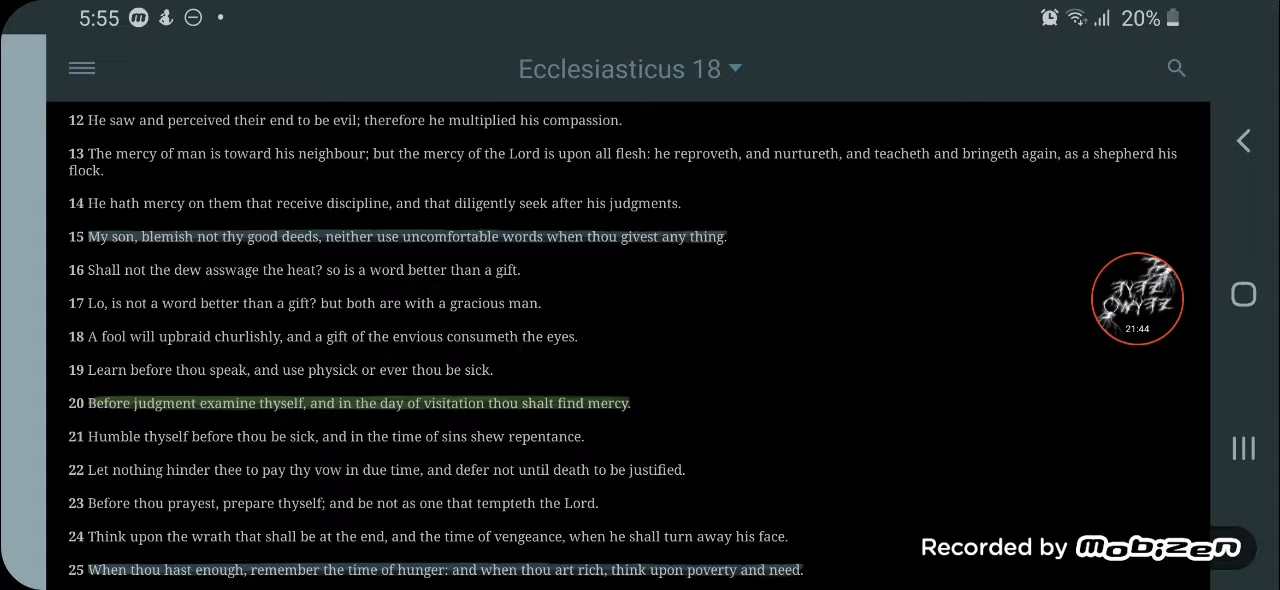 5:55
20%
Ecclesiasticus 18
12 He saw and perceived their end to be evil; therefore he multiplied his compassion.
13 The mercy of man is toward his neighbour; but the mercy of the Lord is upon all flesh: he reproveth, and nurtureth, and teacheth and bringeth again, as a shepherd his
flock.
14 He hath mercy on them that receive discipline, and that diligently seek after his judgments.
15 My son, blemish not thy good deeds, neither use uncomfortable words when thou givest any thing.
16 Shall not the dew asswage the heat? so is a word better than a gift.
17 Lo, is not a word better than a gift? but both are with a gracious man.
18 A fool will upbraid churlishly, and a gift of the envious consumeth the eyes.
19 Learn before thou speak, and use physick or ever thou be sick.
20 Before judgment examine thyself, and in the day of visitation thou shalt find mercy.
21 Humble thyself before thou be sick, and in the time of sins shew repentance.
22 Let nothing hinder thee to pay thy vow in due time, and defer not until death to be justified.
23 Before thou prayest, prepare thyself; and be not as one that tempteth the Lord.
24 Think upon the wrath that shall be at the end, and the time of vengeance, when he shall turn away his face.
25 When thou hast enough, remember the time of hunger: and when thou art rich, think upon poverty and need.
21:44
Recorded by mobizen